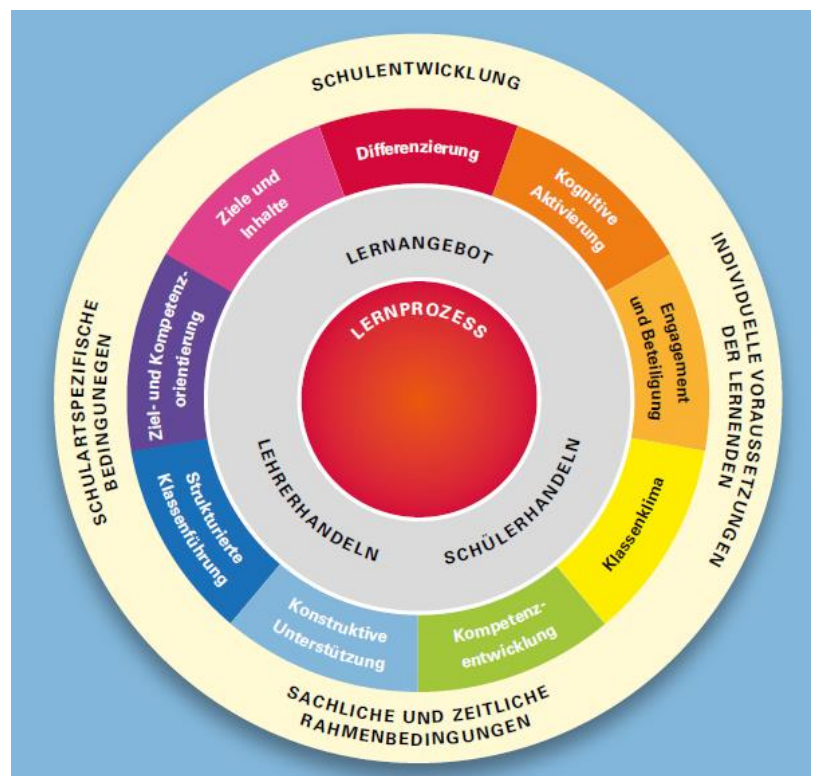 SCHULENTWICKLUNG
INDIVIDUELLE VORAUSSETZUNGEN
DER LERNENDEN
SACHLICHE UND ZEITLICHE
RAHMENBEDINGUNGEN
SCHULARTSPEZIFISCHE
BEDINGUNEGEN
Differenzierung
Kognitive
Aktivierung
Engagement
und Beteiligung
Klassenklima
Kompetenz-
entwicklung
Konstruktive
Unterstützung
Strukturierte
Klassenführung
Ziel- und Kompetenz-
orientierung
Ziele und
Inhalte
LERNANGEBOT
SCHÜLERHANDELN
LEHRERHANDELN
LERNPROZESS